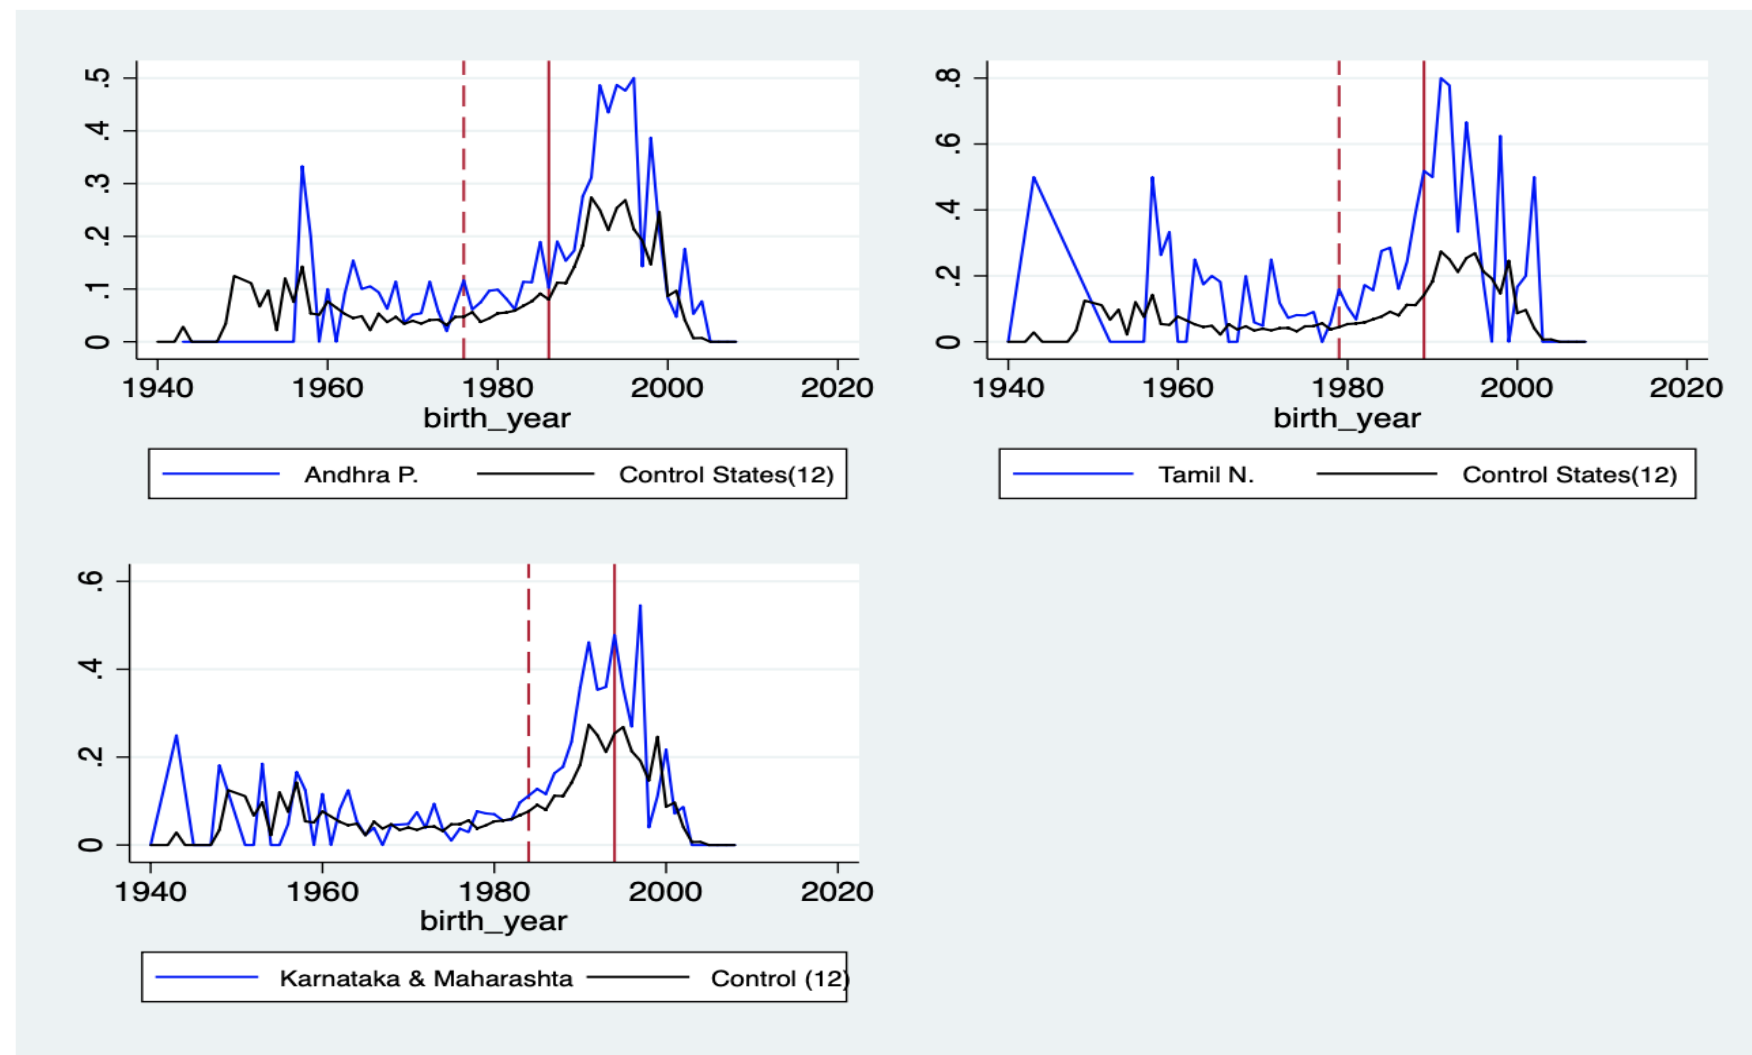 .5
.4
.3
.2
.1
0
1940 1960 1980 2000 2020
birth_year
Andhra P. Control States(12)
.8
.6
.4
.2
0
1940 1960 1980 2000 2020
birth_year
Tamil N. Control States(12)
.6
.4
.2
0
1940 1960 1980 2000 2020
birth_year
Karnataka & Maharashta Control (12)